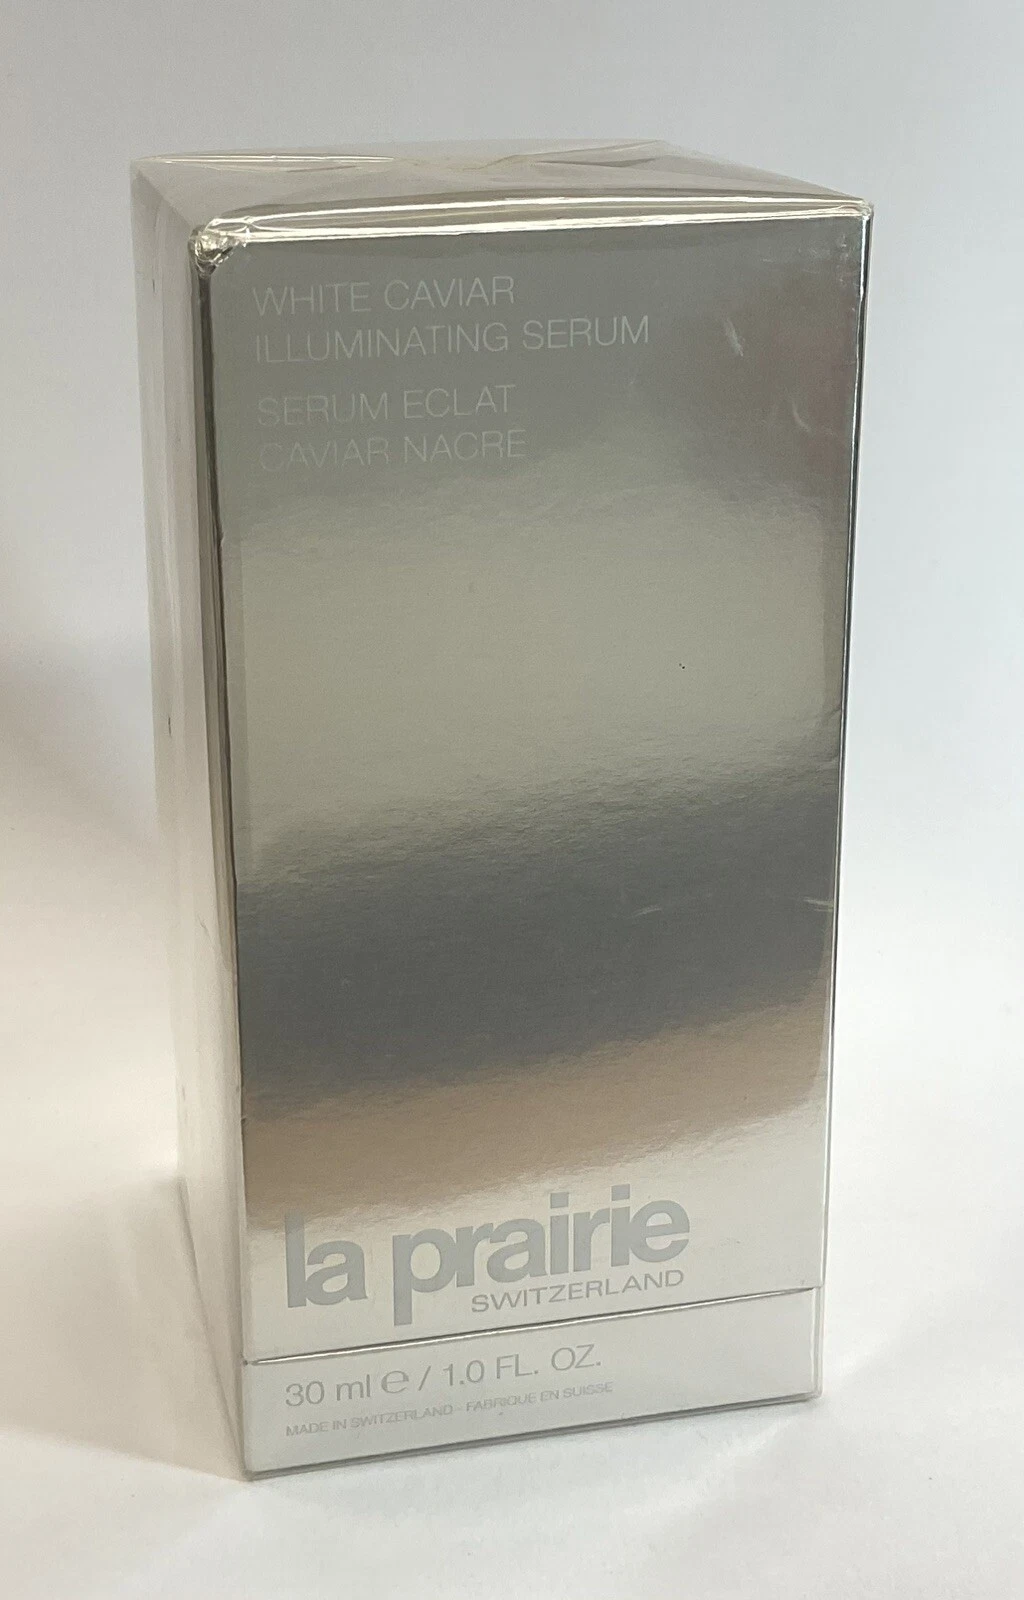 WHITE CAVIAR
ILLUMINATING SERUM
SERUM ECLAT
CAVIAR NACRE
la prairie
SWITZERLAND
30 ml ℮ / 1.0 FL. OZ.
MADE IN SWITZERLAND - FABRIQUE EN SUISSE